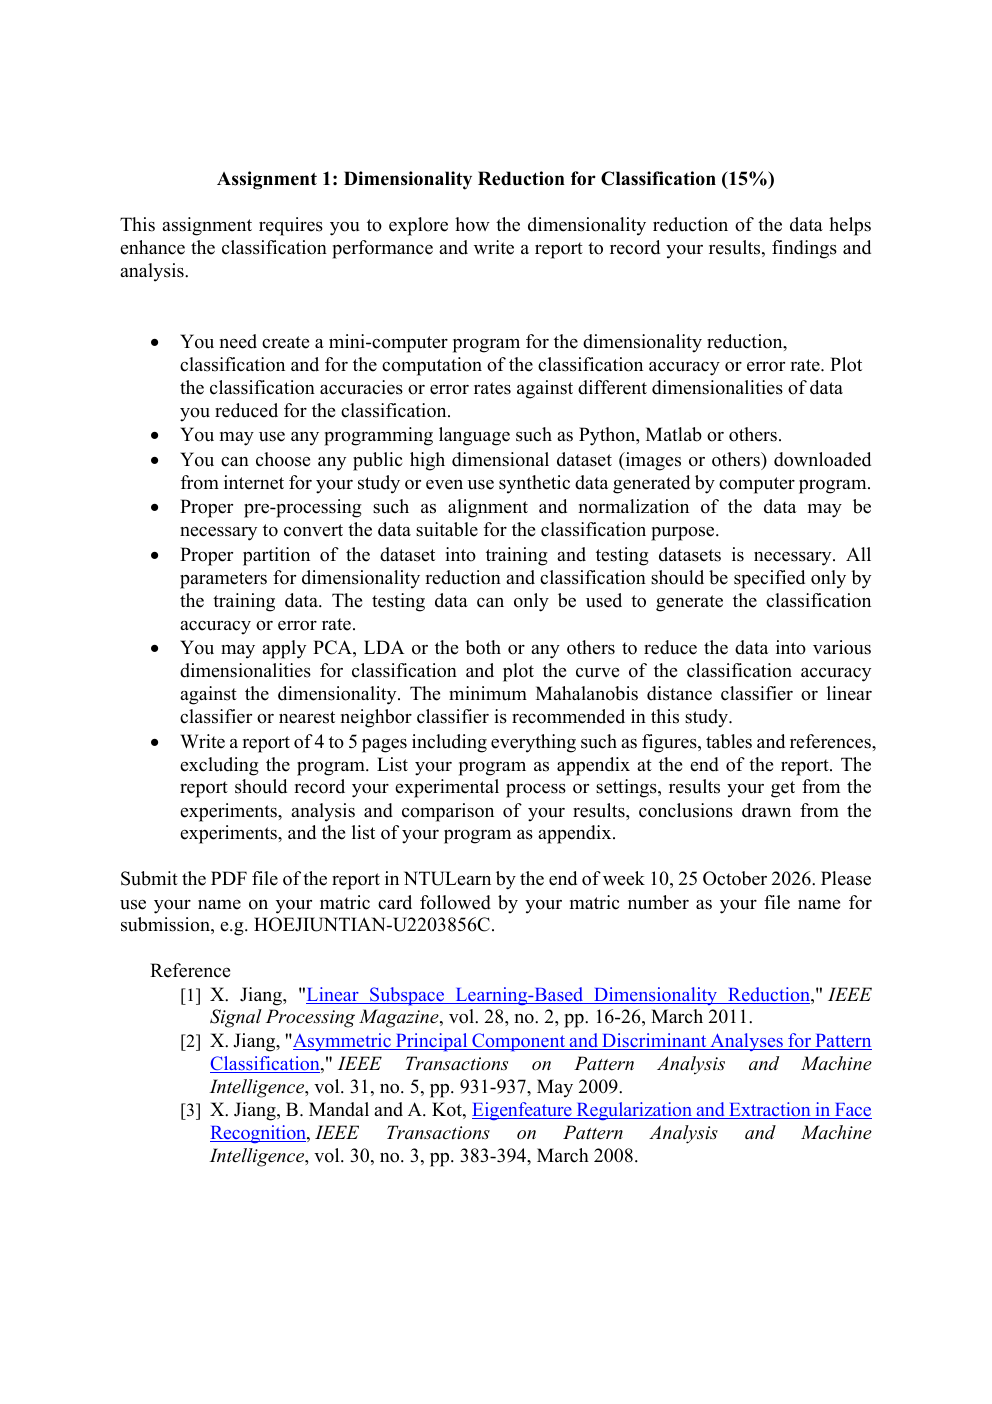 Assignment 1: Dimensionality Reduction for Classification (15%)
This assignment requires you to explore how the dimensionality reduction of the data helps
enhance the classification performance and write a report to record your results, findings and
analysis.
• You need create a mini-computer program for the dimensionality reduction,
classification and for the computation of the classification accuracy or error rate. Plot
the classification accuracies or error rates against different dimensionalities of data
you reduced for the classification.
• You may use any programming language such as Python, Matlab or others.
• You can choose any public high dimensional dataset (images or others) downloaded
from internet for your study or even use synthetic data generated by computer program.
• Proper pre-processing such as alignment and normalization of the data may be
necessary to convert the data suitable for the classification purpose.
• Proper partition of the dataset into training and testing datasets is necessary. All
parameters for dimensionality reduction and classification should be specified only by
the training data. The testing data can only be used to generate the classification
accuracy or error rate.
• You may apply PCA, LDA or the both or any others to reduce the data into various
dimensionalities for classification and plot the curve of the classification accuracy
against the dimensionality. The minimum Mahalanobis distance classifier or linear
classifier or nearest neighbor classifier is recommended in this study.
• Write a report of 4 to 5 pages including everything such as figures, tables and references,
excluding the program. List your program as appendix at the end of the report. The
report should record your experimental process or settings, results your get from the
experiments, analysis and comparison of your results, conclusions drawn from the
experiments, and the list of your program as appendix.
Submit the PDF file of the report in NTULearn by the end of week 10, 25 October 2026. Please
use your name on your matric card followed by your matric number as your file name for
submission, e.g. HOEJIUNTIAN-U2203856C.
Reference
[1] X. Jiang, "Linear Subspace Learning-Based Dimensionality Reduction," IEEE
Signal Processing Magazine, vol. 28, no. 2, pp. 16-26, March 2011.
[2] X. Jiang, "Asymmetric Principal Component and Discriminant Analyses for Pattern
Classification," IEEE Transactions on Pattern Analysis and Machine
Intelligence, vol. 31, no. 5, pp. 931-937, May 2009.
[3] X. Jiang, B. Mandal and A. Kot, Eigenfeature Regularization and Extraction in Face
Recognition, IEEE Transactions on Pattern Analysis and Machine
Intelligence, vol. 30, no. 3, pp. 383-394, March 2008.